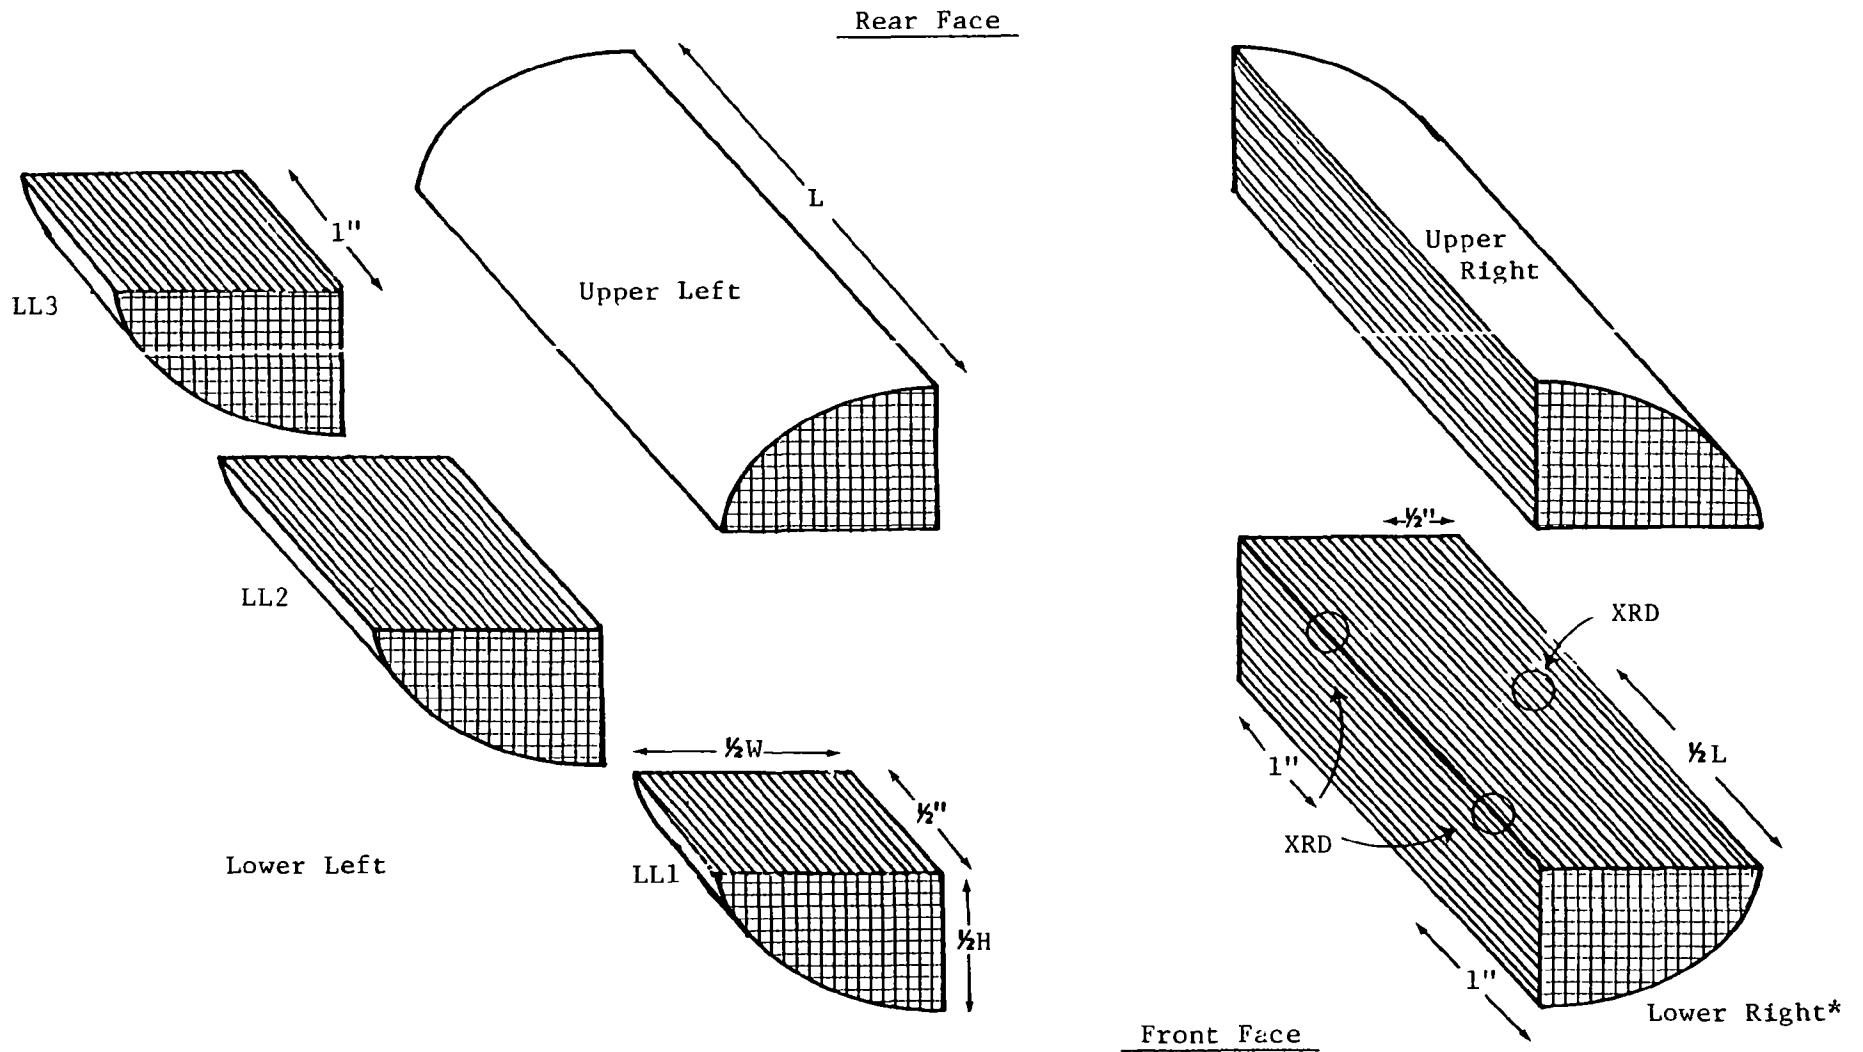 Rear Face
L
1"
Upper
Right
Upper Left
LL3
½"
LL2
XRD
½W
½L
1"
½"
XRD
Lower Left
LL1
½H
1"
Lower Right*
Front Face